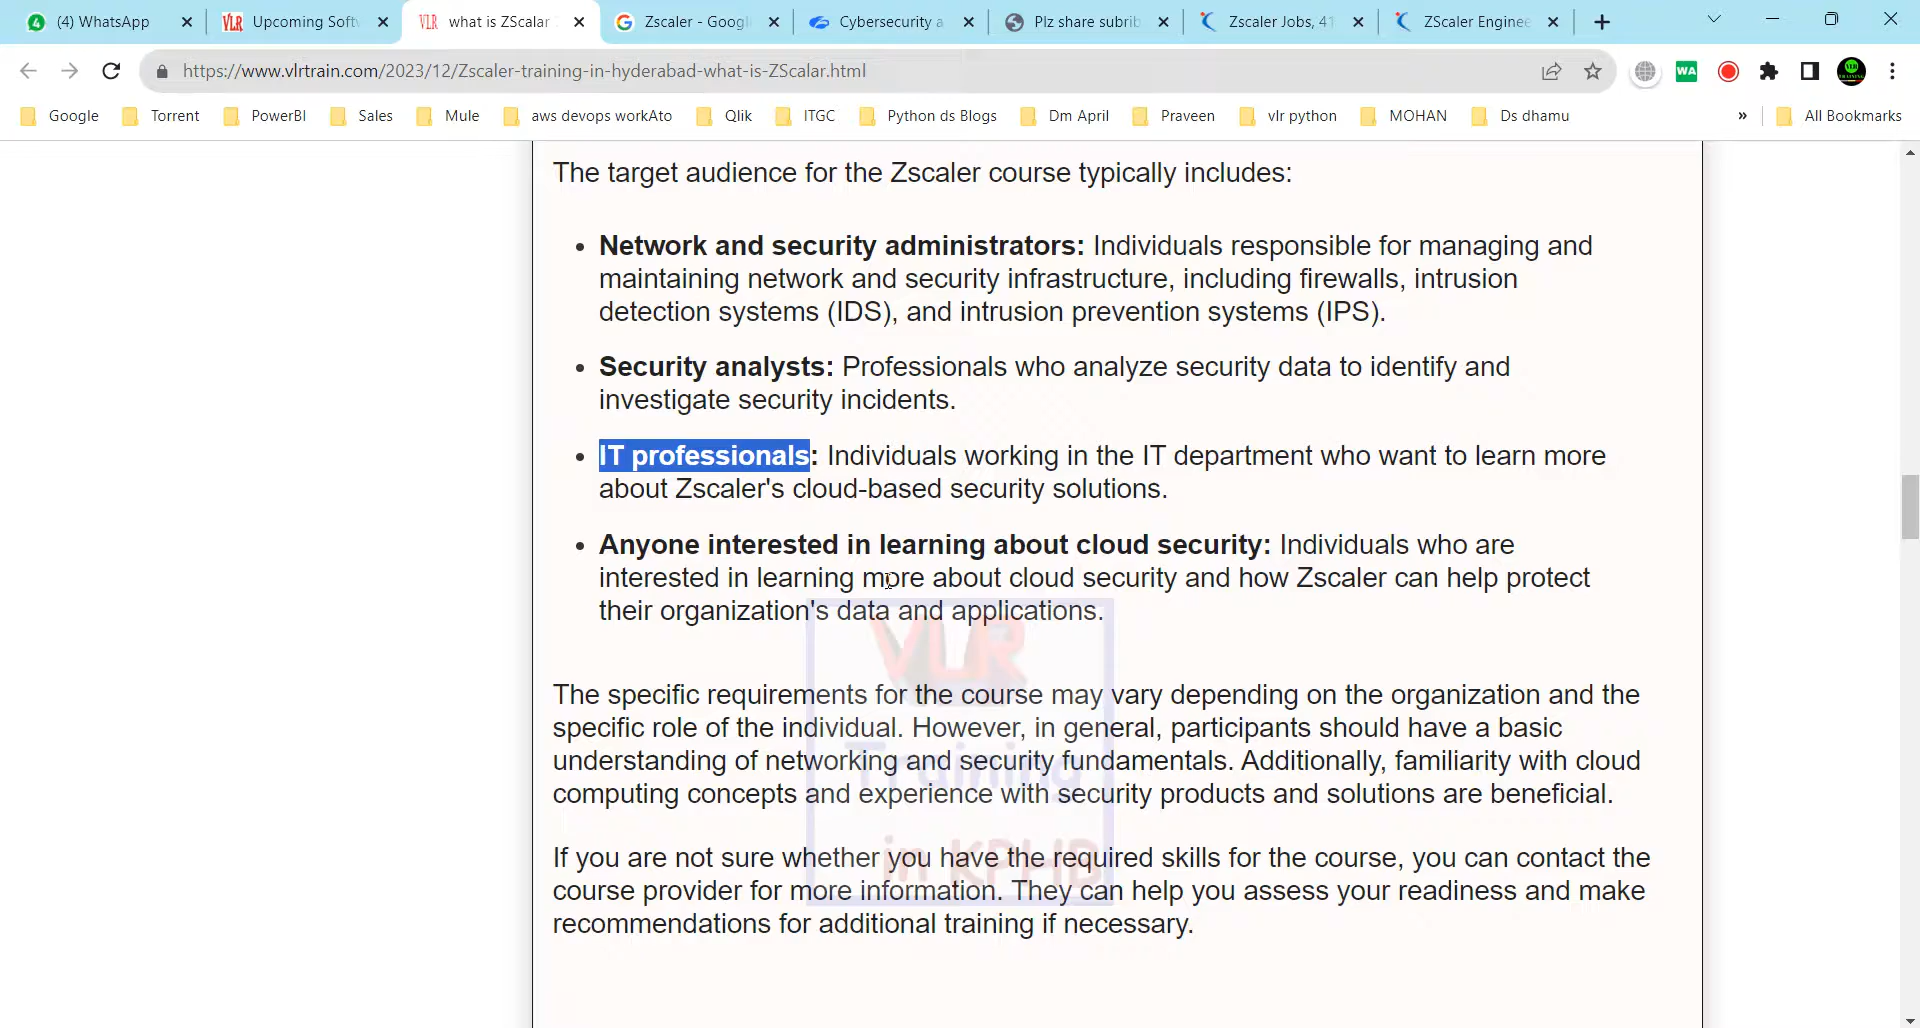 4 (4) WhatsApp
VLR Upcoming Softw
VLR what is ZScalar
Zscaler - Googl
Cybersecurity a
Plz share subrib
Zscaler Jobs, 41
ZScaler Enginee
https://www.vlrtrain.com/2023/12/Zscaler-training-in-hyderabad-what-is-ZScalar.html
WA
Google
Torrent
PowerBI
Sales
Mule
aws devops workAto
Qlik
ITGC
Python ds Blogs
Dm April
Praveen
vlr python
MOHAN
Ds dhamu
»
All Bookmarks
The target audience for the Zscaler course typically includes:
• Network and security administrators: Individuals responsible for managing and
maintaining network and security infrastructure, including firewalls, intrusion
detection systems (IDS), and intrusion prevention systems (IPS).
• Security analysts: Professionals who analyze security data to identify and
investigate security incidents.
• IT professionals: Individuals working in the IT department who want to learn more
about Zscaler's cloud-based security solutions.
• Anyone interested in learning about cloud security: Individuals who are
interested in learning more about cloud security and how Zscaler can help protect
their organization's data and applications.
VLR
Training
in KPHB
The specific requirements for the course may vary depending on the organization and the
specific role of the individual. However, in general, participants should have a basic
understanding of networking and security fundamentals. Additionally, familiarity with cloud
computing concepts and experience with security products and solutions are beneficial.
If you are not sure whether you have the required skills for the course, you can contact the
course provider for more information. They can help you assess your readiness and make
recommendations for additional training if necessary.